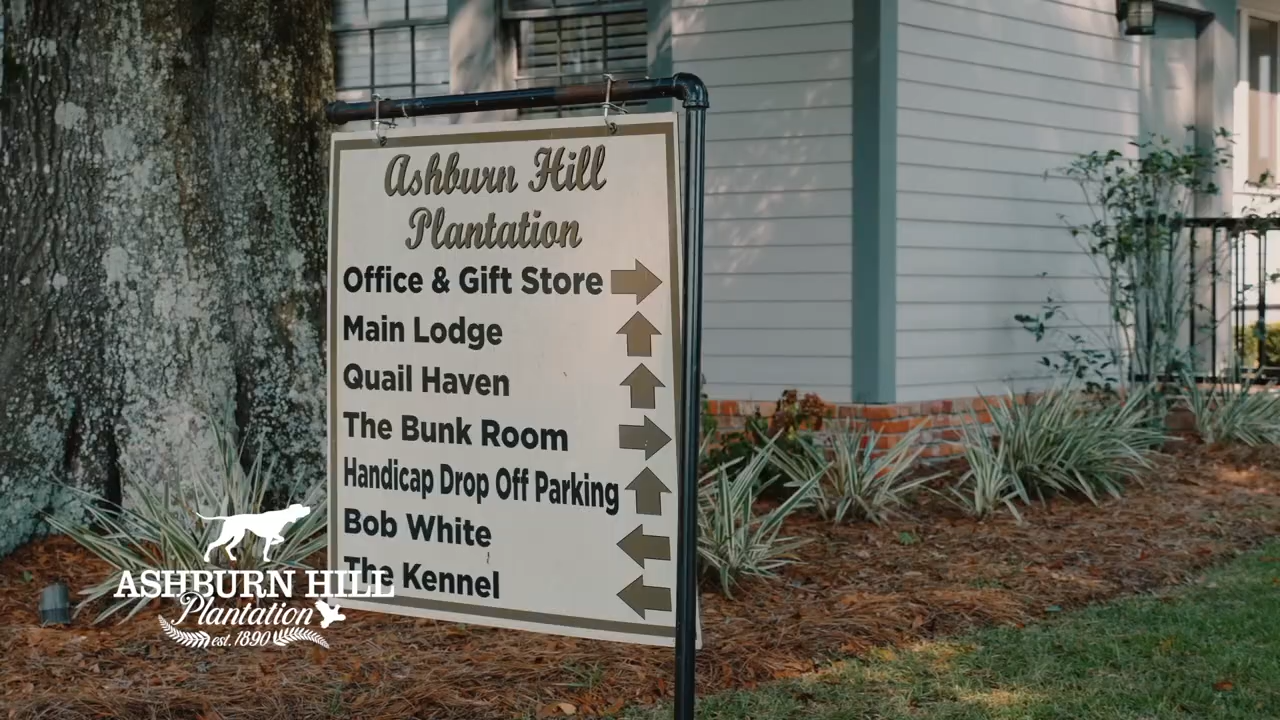 Ashburn Hill
Plantation
Office & Gift Store
Main Lodge
Quail Haven
The Bunk Room
Handicap Drop Off Parking
Bob White
The Kennel
ASHBURN HILL
Plantation
est. 1890